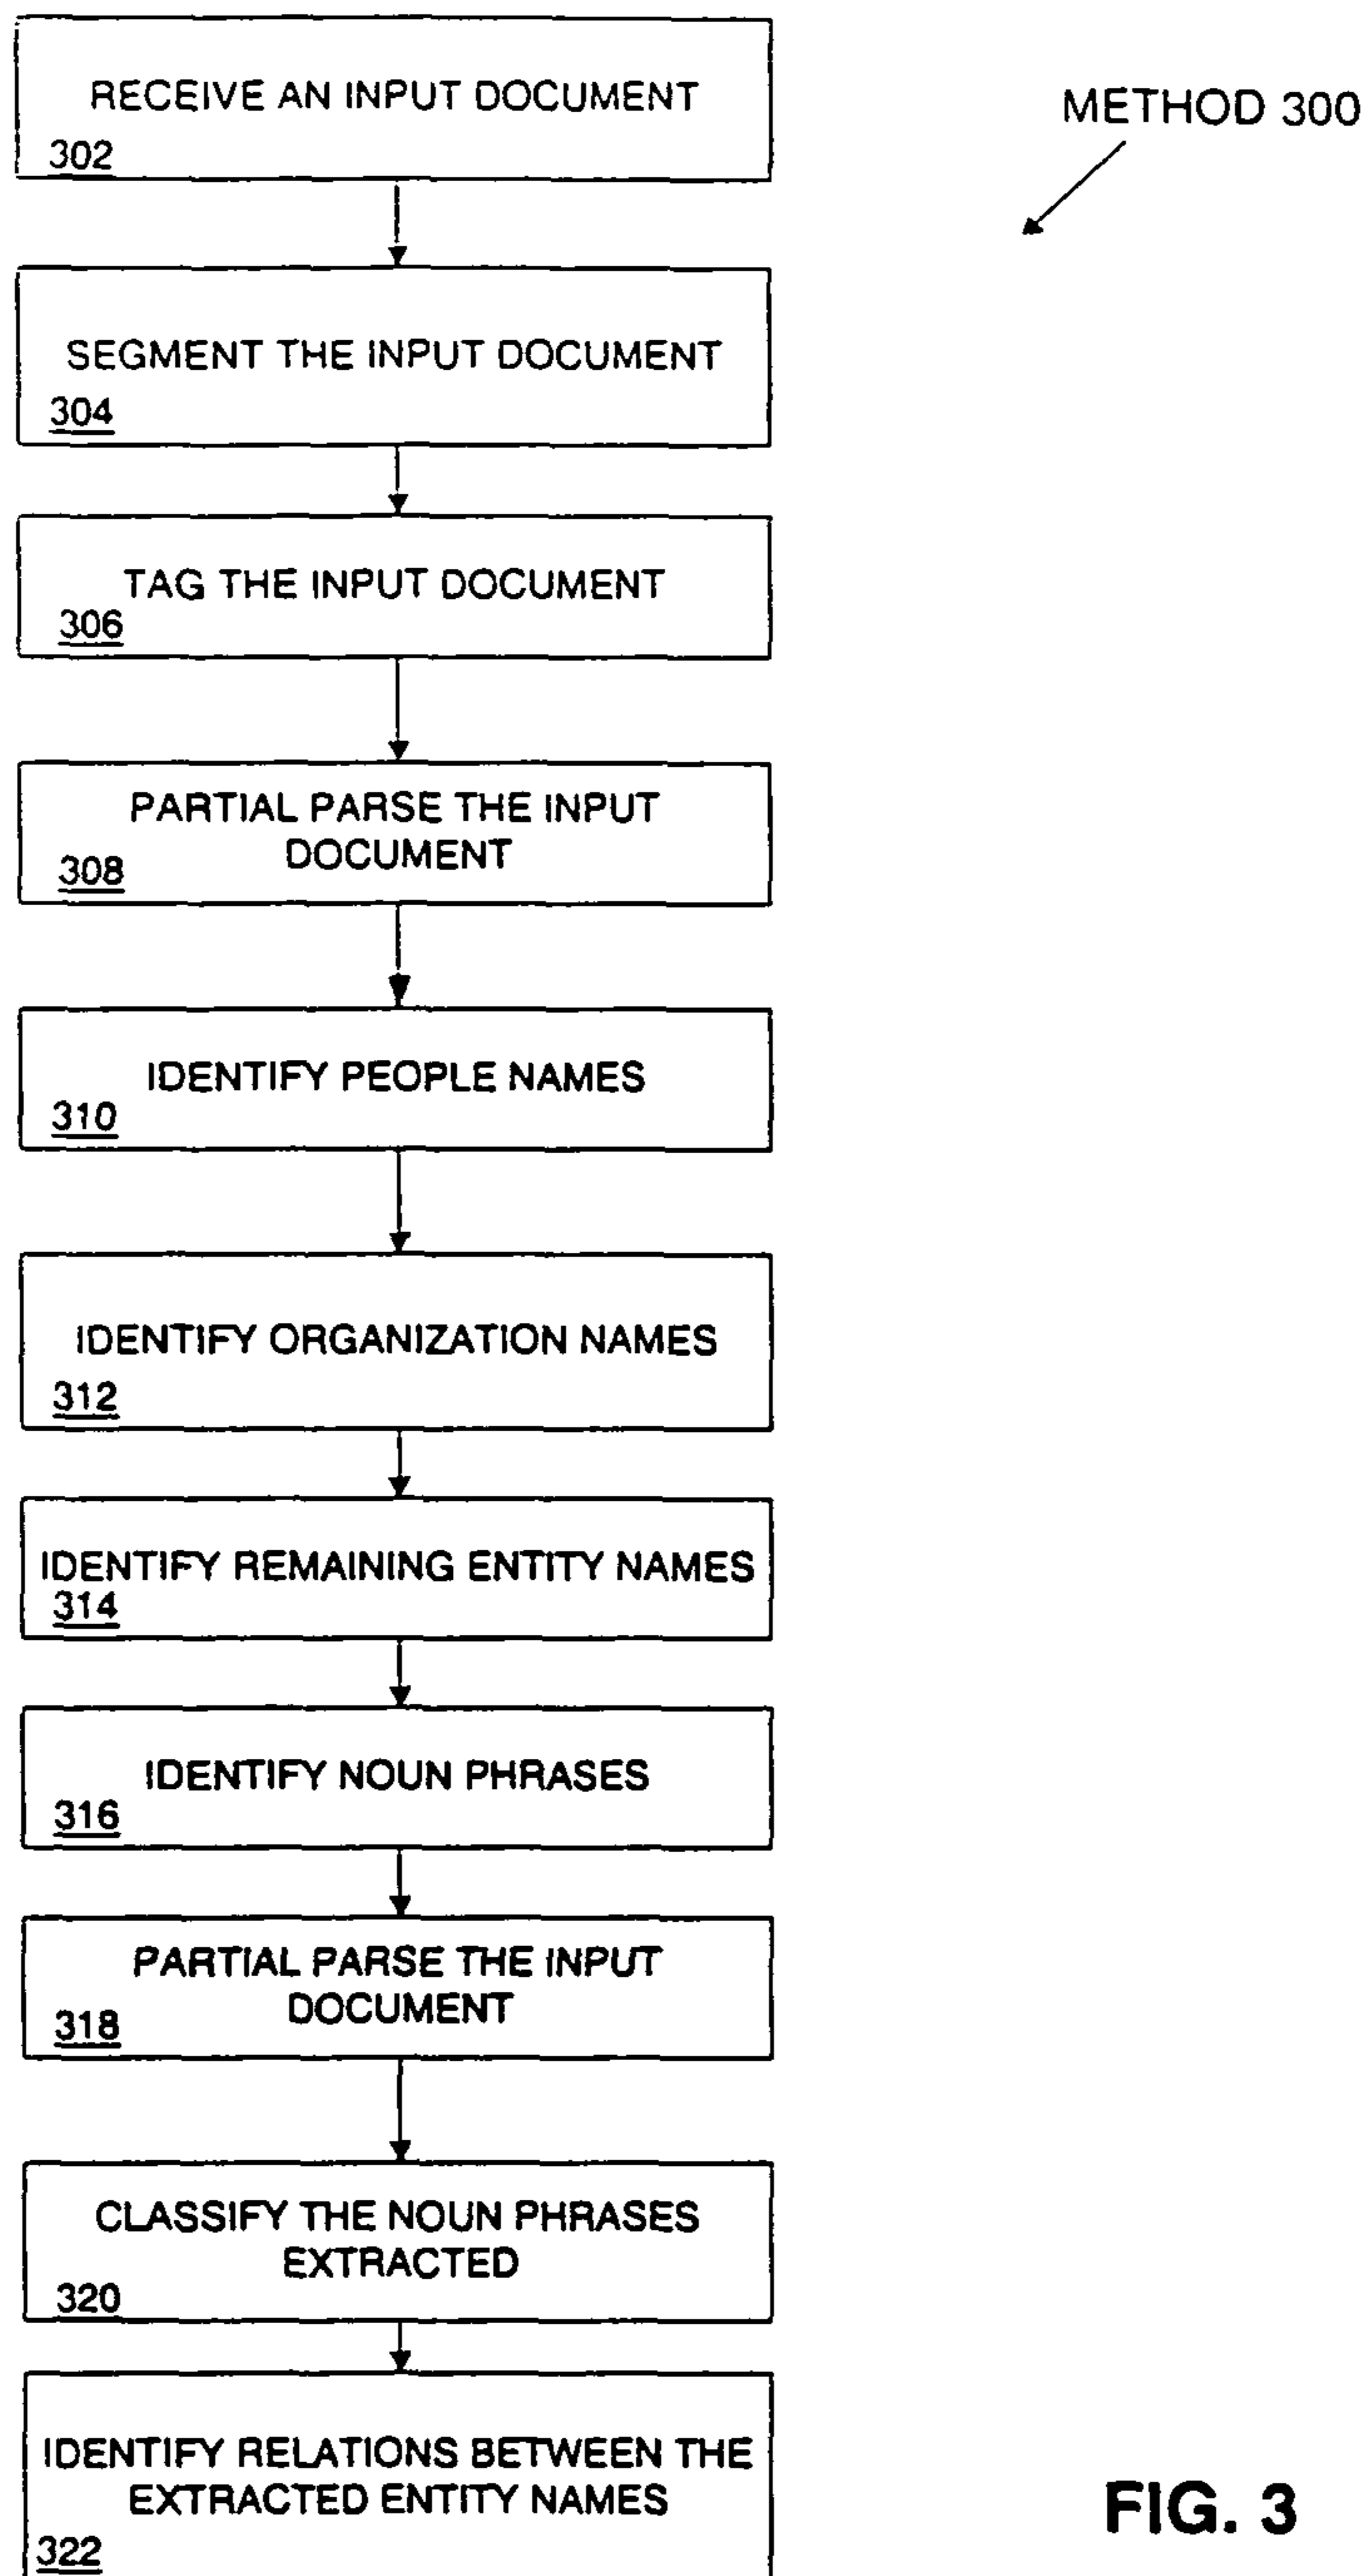 RECEIVE AN INPUT DOCUMENT
302
METHOD 300
SEGMENT THE INPUT DOCUMENT
304
TAG THE INPUT DOCUMENT
306
PARTIAL PARSE THE INPUT
DOCUMENT
308
IDENTIFY PEOPLE NAMES
310
IDENTIFY ORGANIZATION NAMES
312
IDENTIFY REMAINING ENTITY NAMES
314
IDENTIFY NOUN PHRASES
316
PARTIAL PARSE THE INPUT
DOCUMENT
318
CLASSIFY THE NOUN PHRASES
EXTRACTED
320
IDENTIFY RELATIONS BETWEEN THE
EXTRACTED ENTITY NAMES
322
FIG. 3